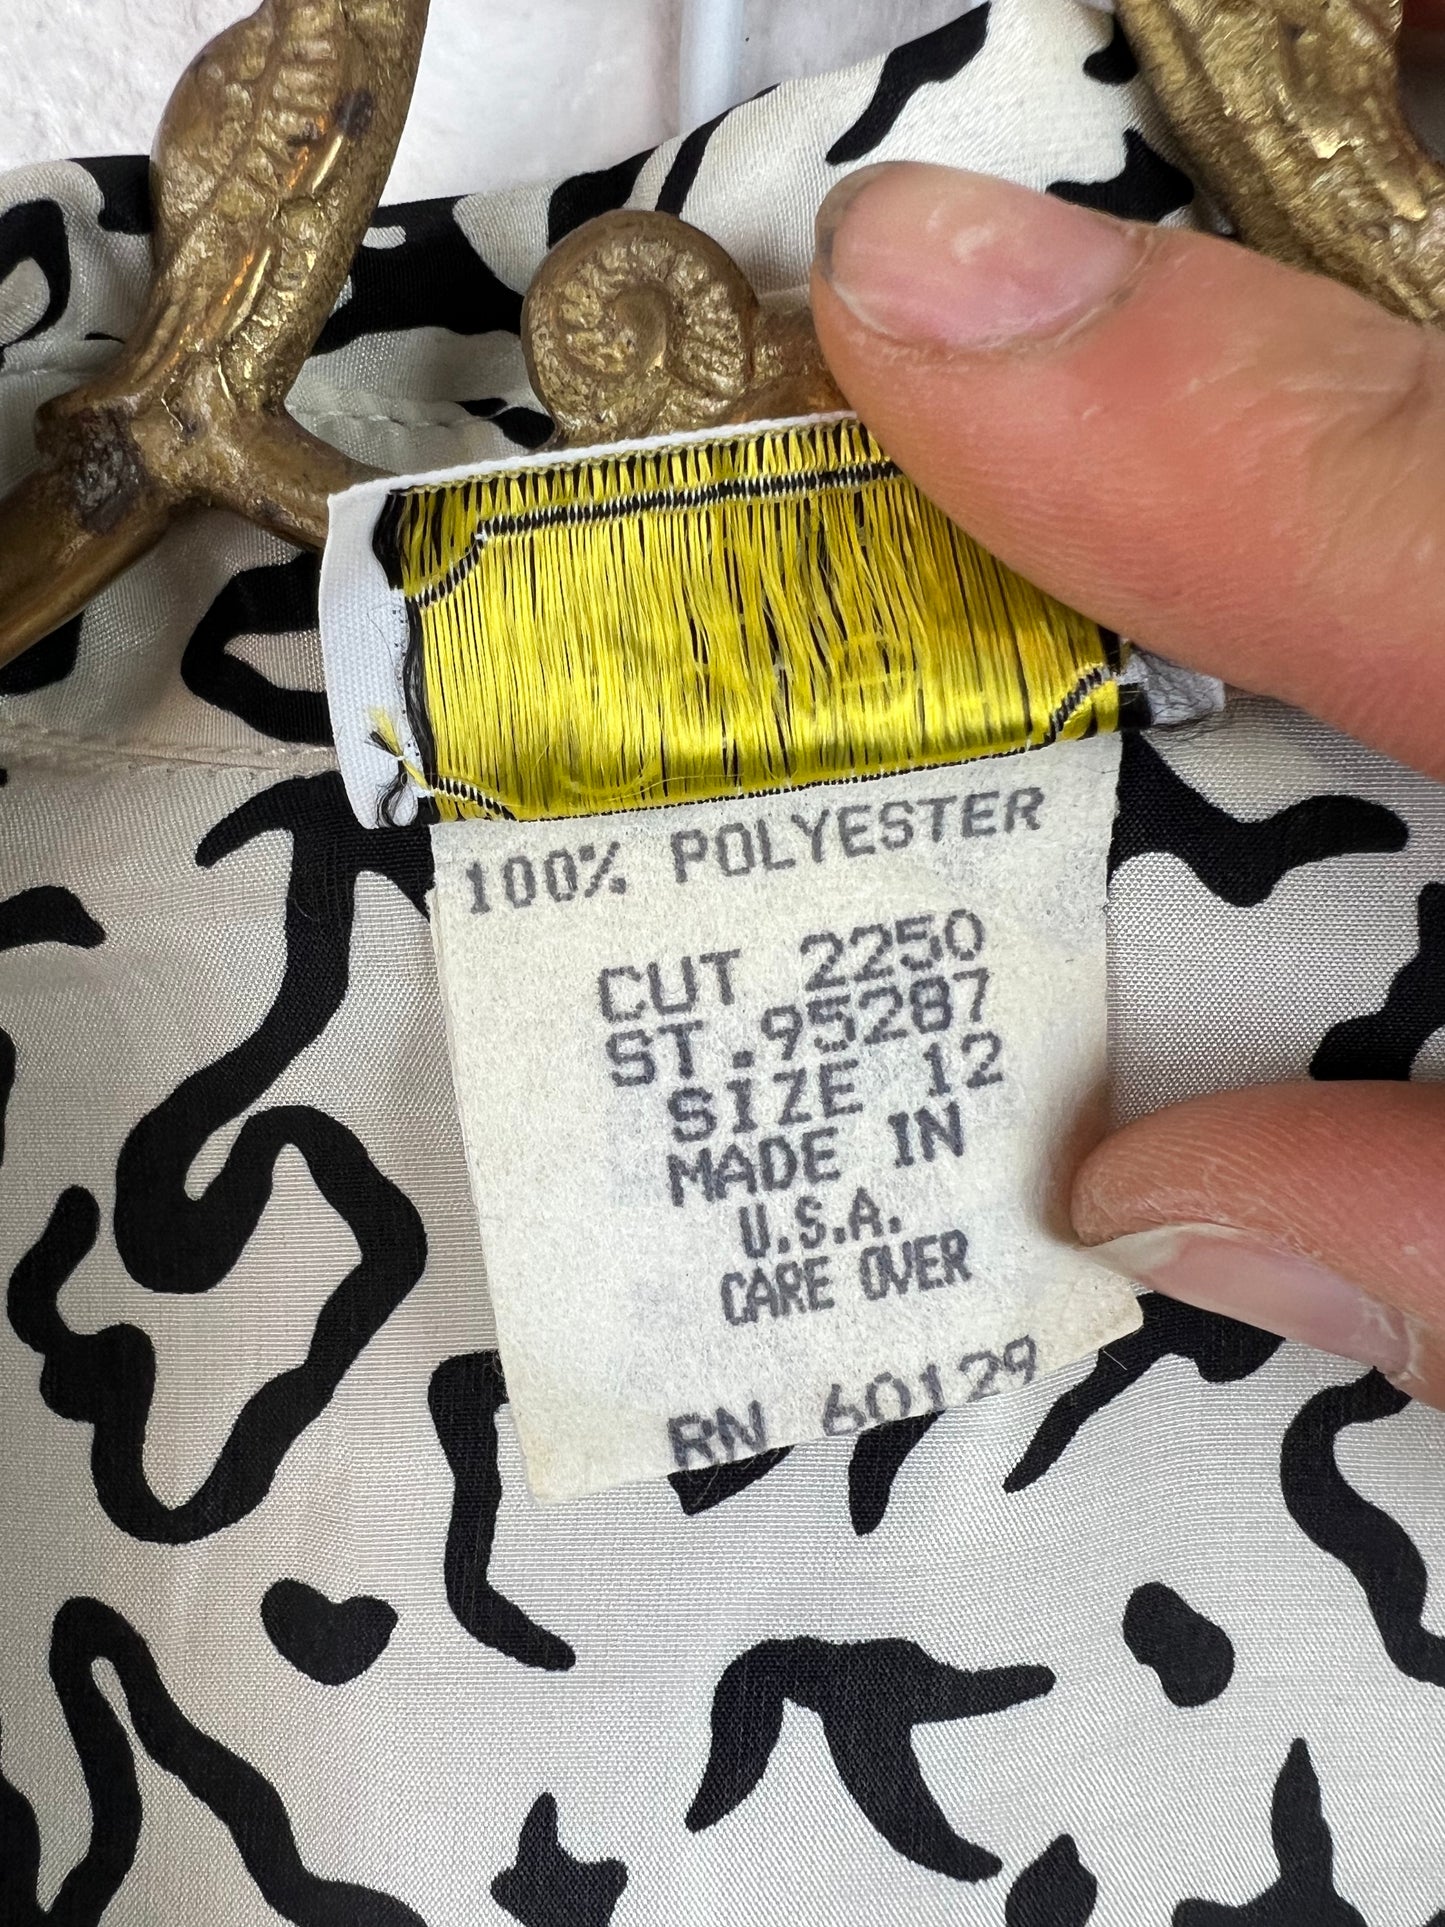 100% POLYESTER
CUT 2250
ST.95287
SIZE 12
MADE IN
U.S.A.
CARE OVER
RN 60129